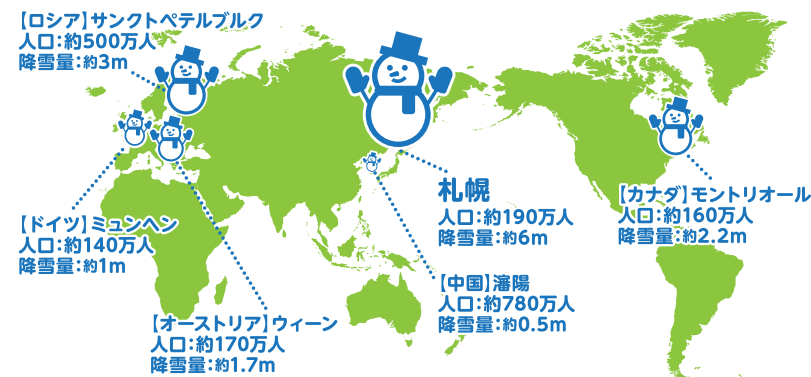 【ロシア】サンクトペテルブルク
人口：約500万人
降雪量：約3m
札幌
人口：約190万人
降雪量：約6m
【カナダ】モントリオール
人口：約160万人
降雪量：約2.2m
【ドイツ】ミュンヘン
人口：約140万人
降雪量：約1m
【中国】瀋陽
人口：約780万人
降雪量：約0.5m
【オーストリア】ウィーン
人口：約170万人
降雪量：約1.7m